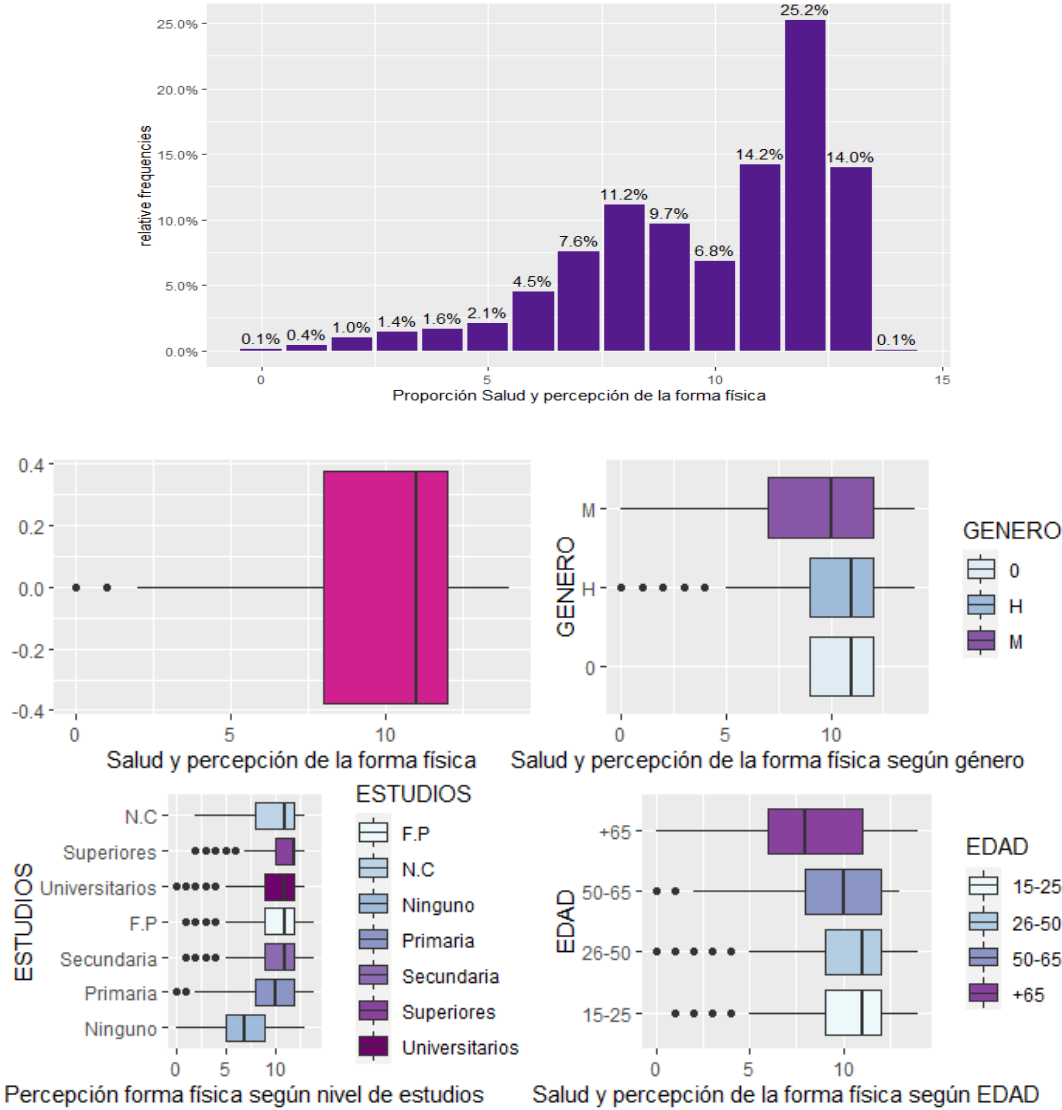 25.0%
20.0%
15.0%
10.0%
5.0%
0.0%
relative frequencies
0.1%
0.4%
1.0%
1.4%
1.6%
2.1%
4.5%
7.6%
11.2%
9.7%
6.8%
14.2%
25.2%
14.0%
0.1%
0 5 10 15
Proporción Salud y percepción de la forma física
0.4
0.2
0.0
-0.2
-0.4
0 5 10
Salud y percepción de la forma física
GENERO
M
H
0
0 5 10
Salud y percepción de la forma física según género
GENERO
0
H
M
ESTUDIOS
N.C
Superiores
Universitarios
F.P
Secundaria
Primaria
Ninguno
0 5 10
Percepción forma física según nivel de estudios
ESTUDIOS
F.P
N.C
Ninguno
Primaria
Secundaria
Superiores
Universitarios
EDAD
+65
50-65
26-50
15-25
0 5 10
Salud y percepción de la forma física según EDAD
EDAD
15-25
26-50
50-65
+65